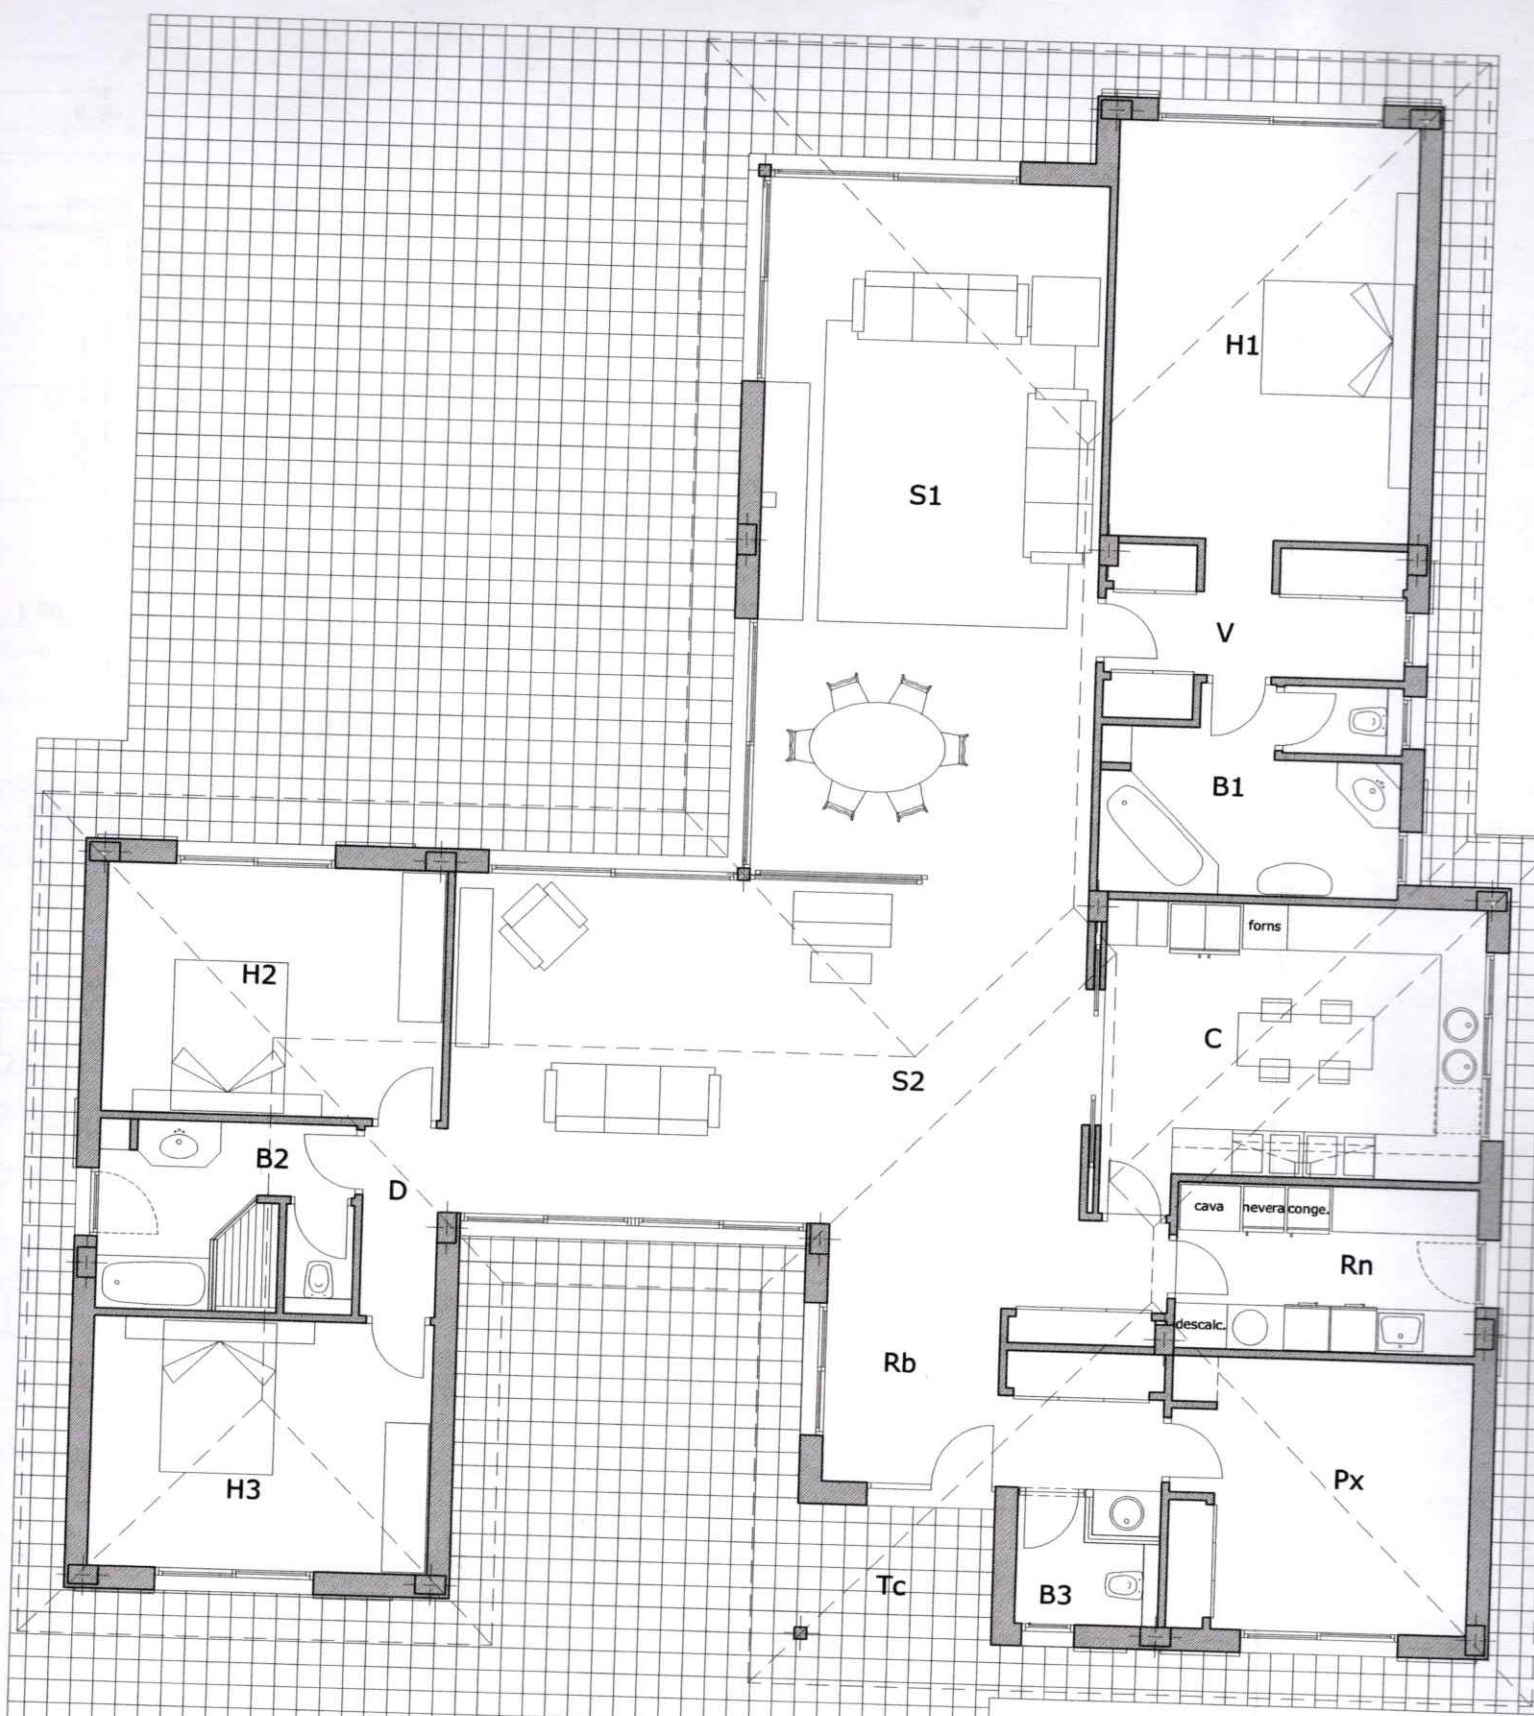 H1
S1
V
B1
forns
H2
C
S2
B2
D
cava
nevera
conge.
Rn
descalc.
Rb
Px
H3
Tc
B3